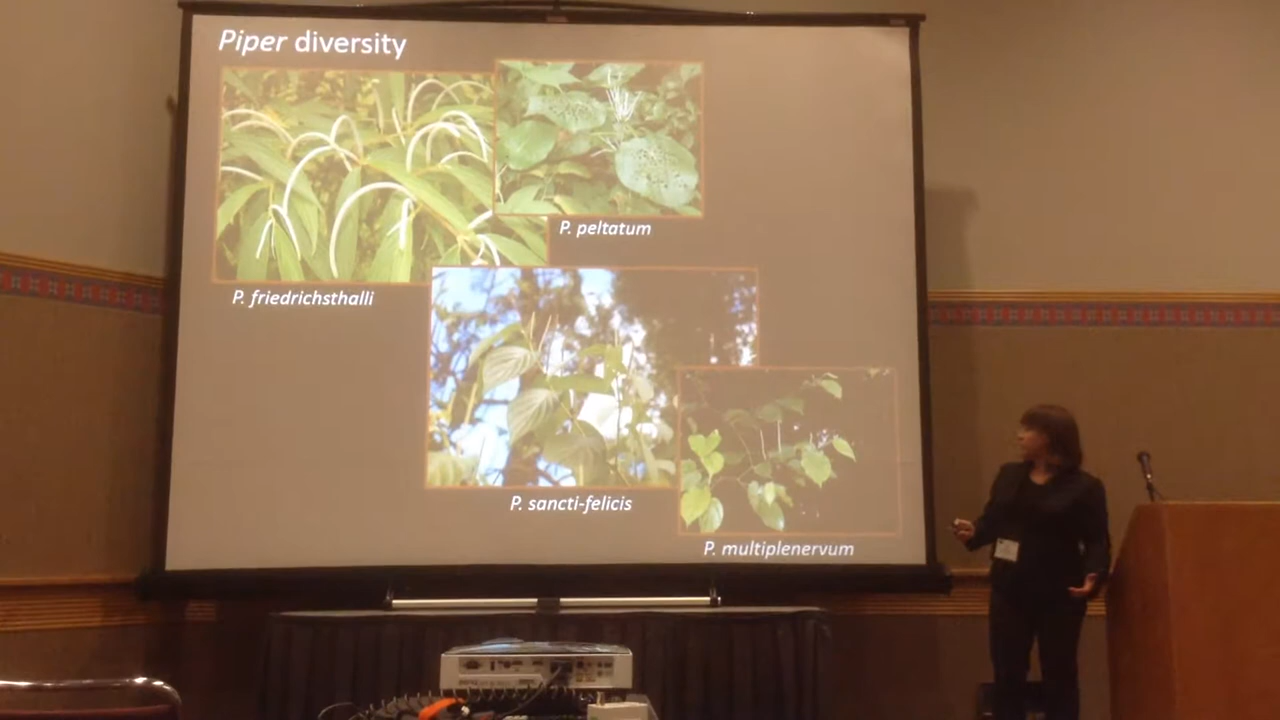 Piper diversity
P. peltatum
P. friedrichsthalli
P. sancti-felicis
P. multiplenervum